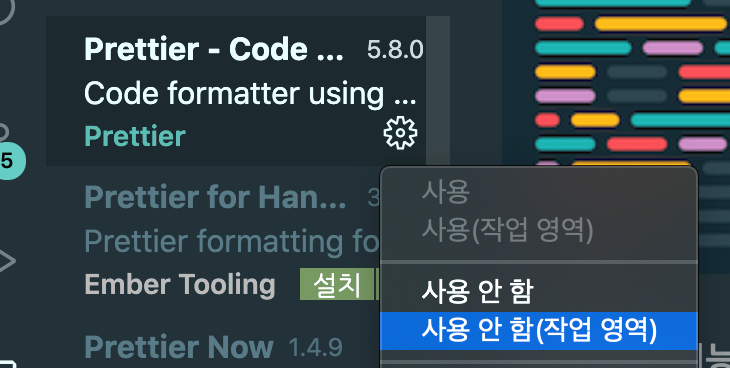 Prettier - Code ... 5.8.0
Code formatter using ...
Prettier
5
Prettier for Han... 3
Prettier formatting fo
Ember Tooling 설치
Prettier Now 1.4.9
사용
사용(작업 영역)
사용 안 함
사용 안 함(작업 영역)
능